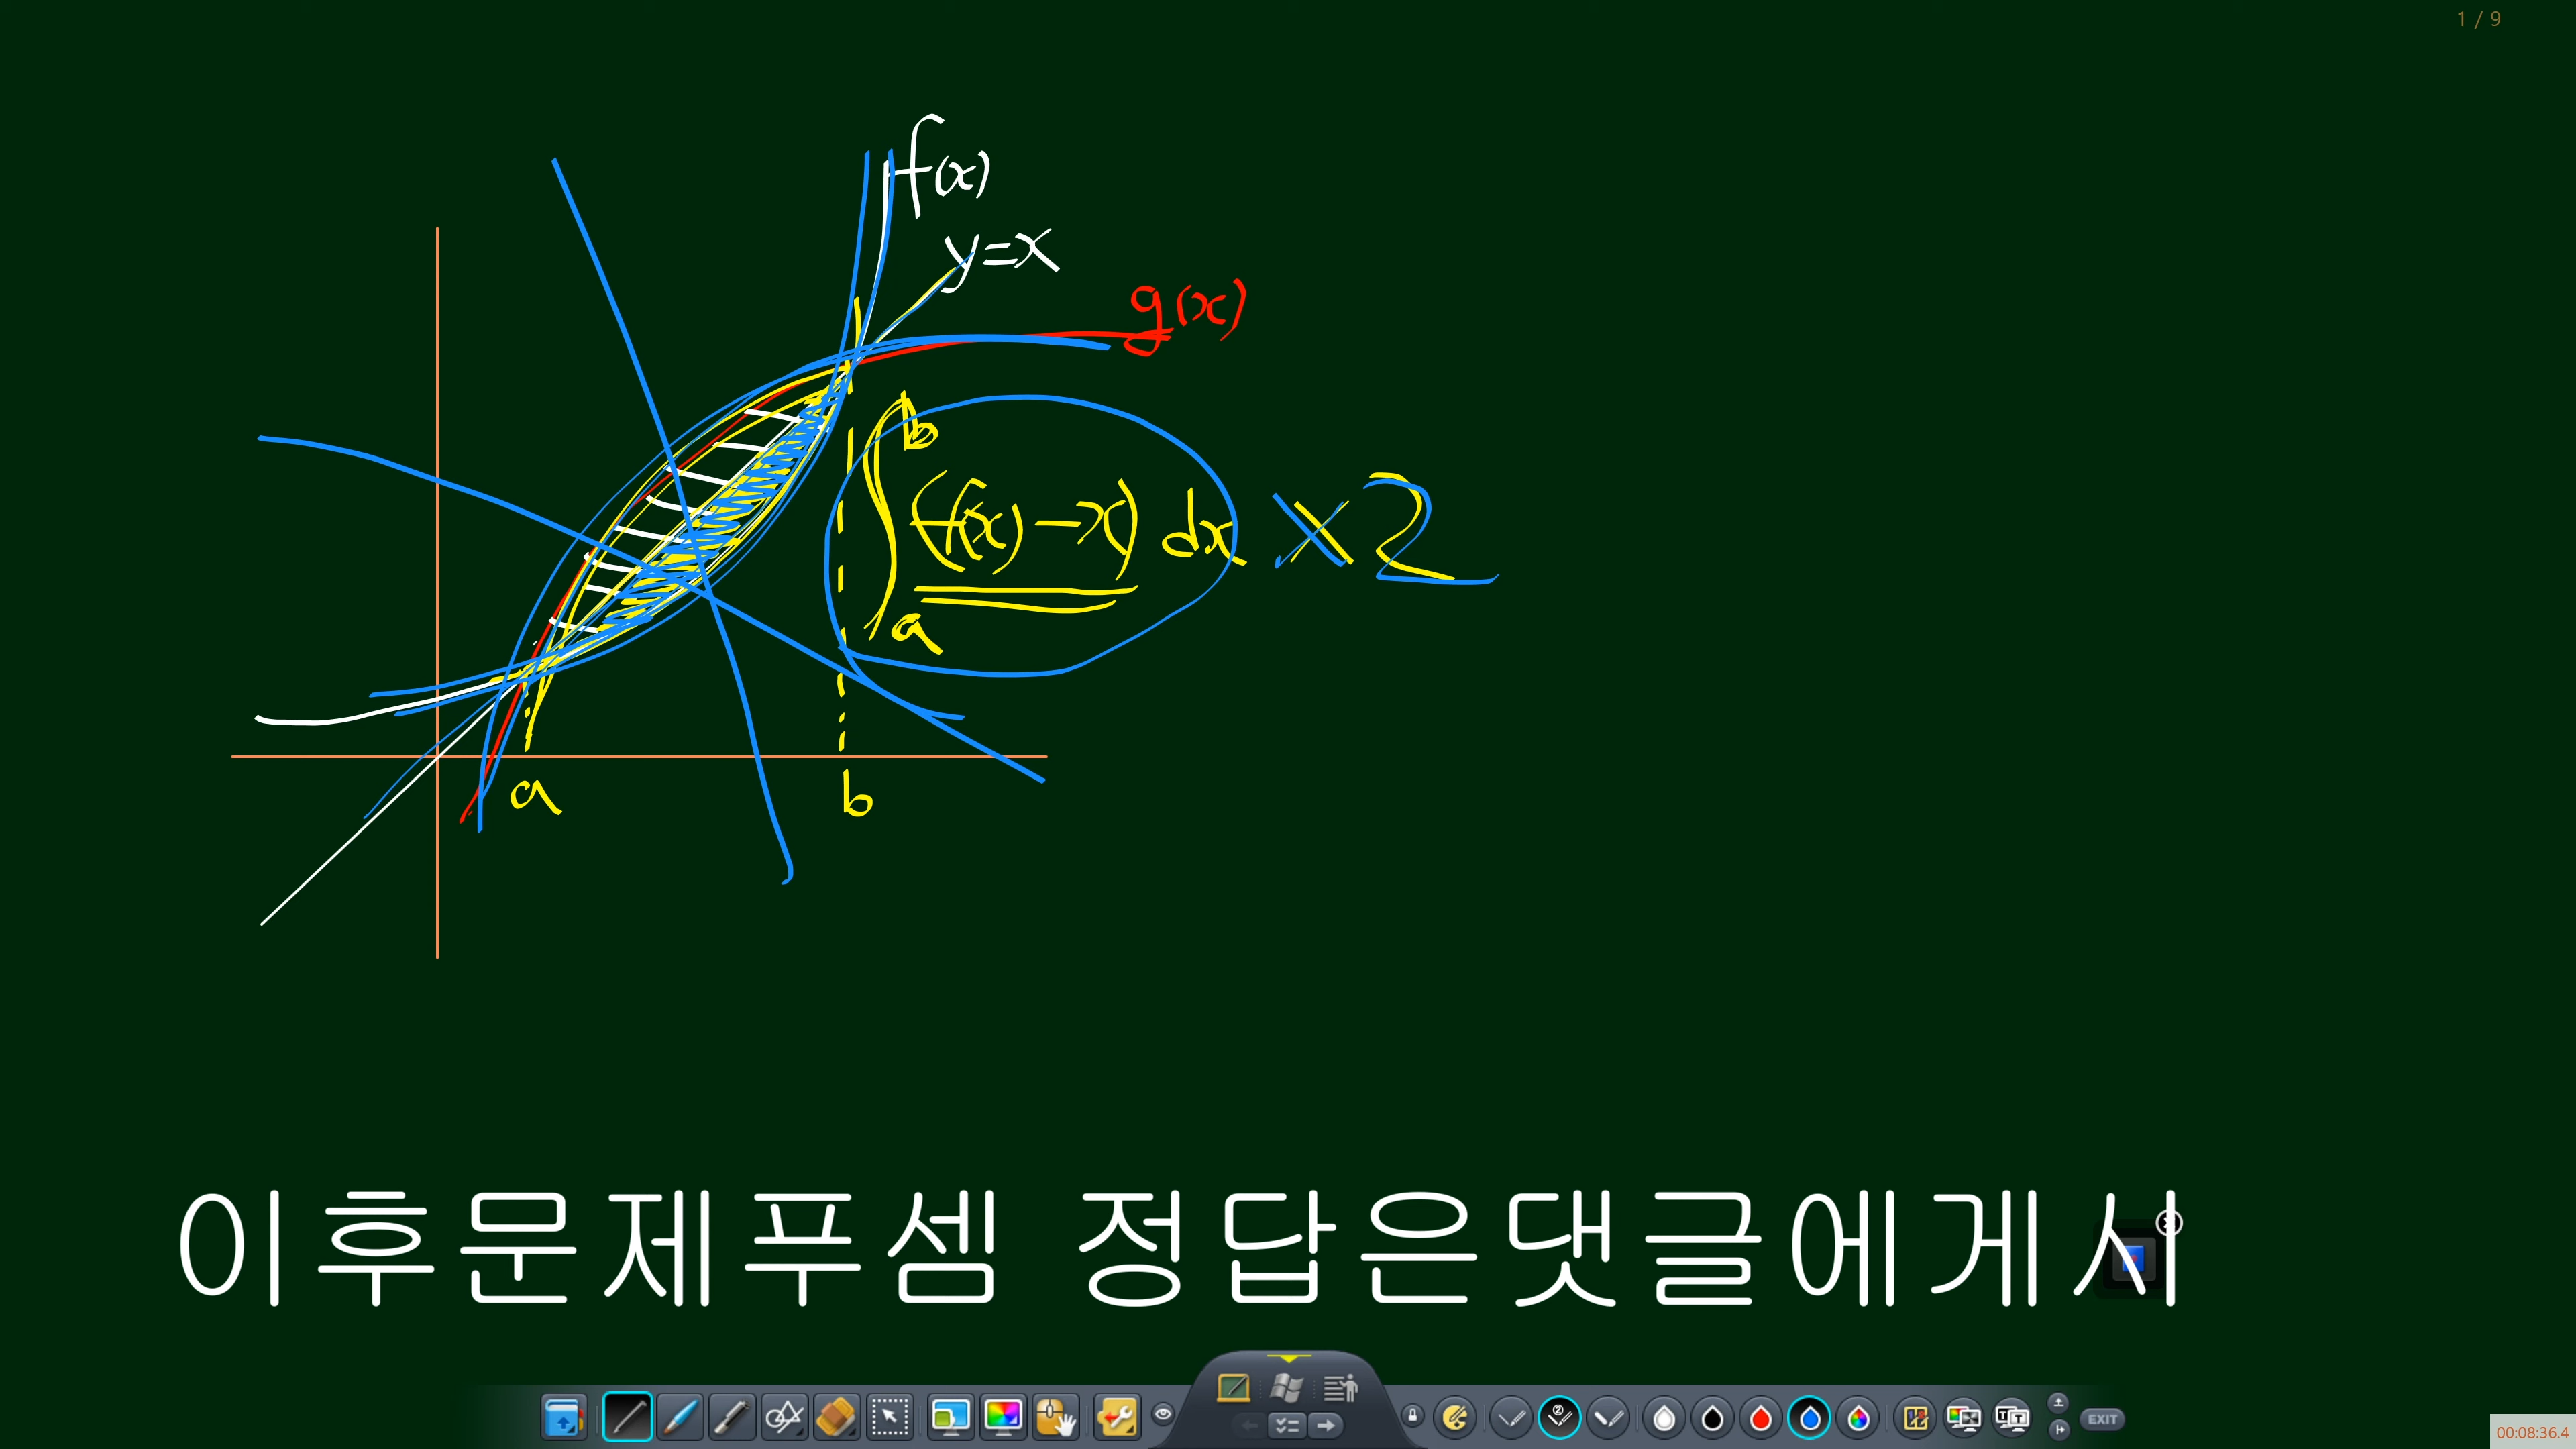 1 / 9
f(x)
y=x
g(x)
∫ₐᵇ (f(x)-x) dx ×2
a
b
이후문제푸셈 정답은댓글에게시
EXIT
00:08:36.4